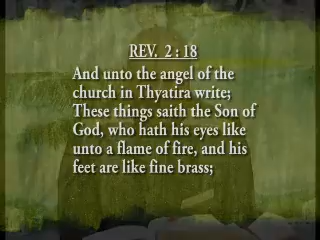 REV. 2 : 18
And unto the angel of the
church in Thyatira write;
These things saith the Son of
God, who hath his eyes like
unto a flame of fire, and his
feet are like fine brass;